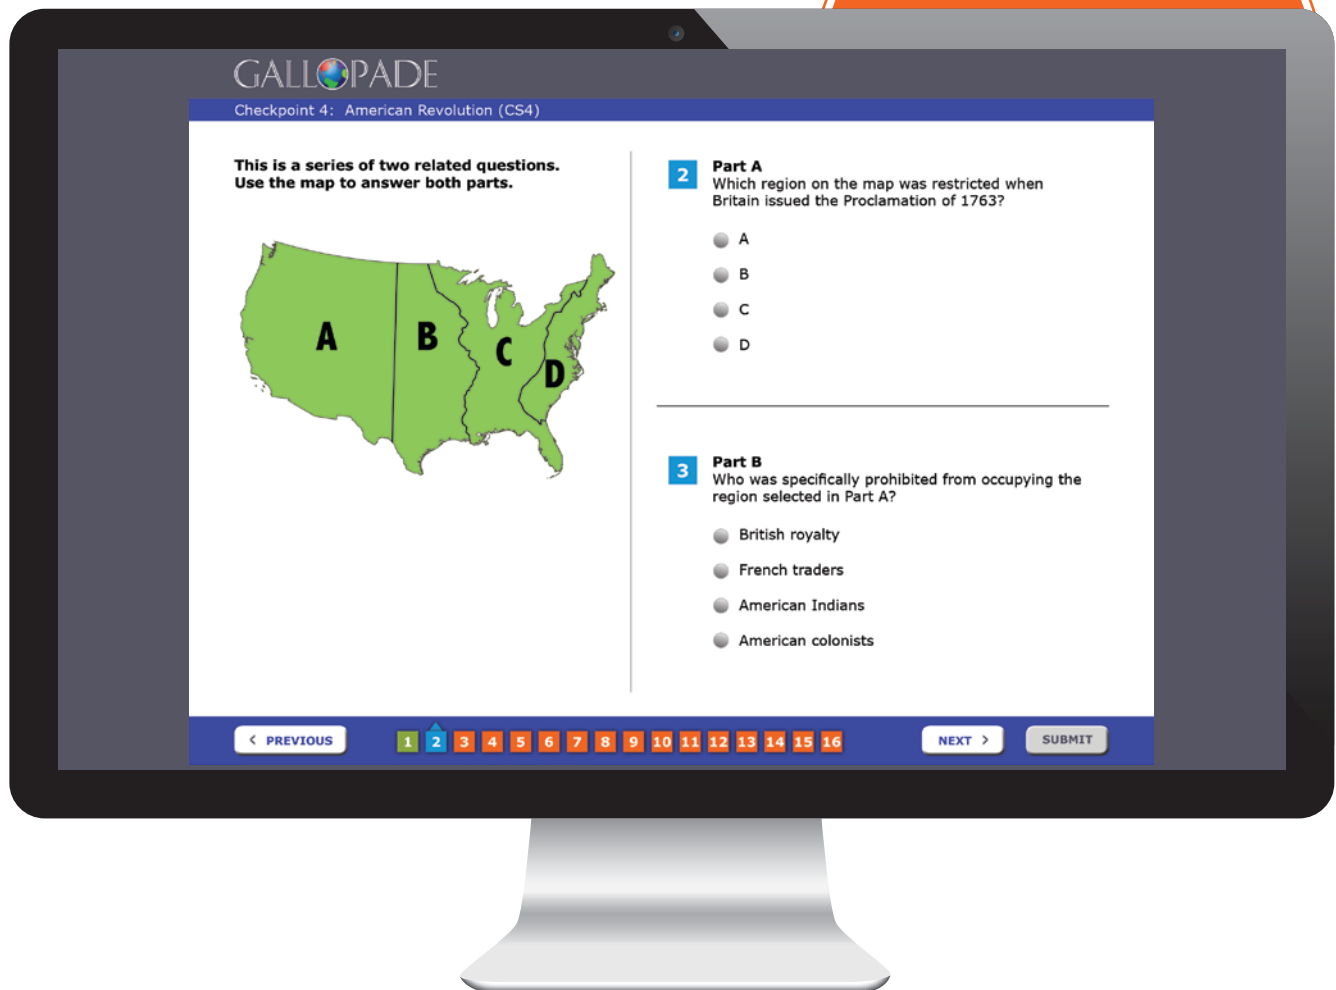 GALLOPADE
Checkpoint 4: American Revolution (CS4)
This is a series of two related questions.
Use the map to answer both parts.
A
B
C
D
2
Part A
Which region on the map was restricted when
Britain issued the Proclamation of 1763?
A
B
C
D
3
Part B
Who was specifically prohibited from occupying the
region selected in Part A?
British royalty
French traders
American Indians
American colonists
< PREVIOUS
1 2 3 4 5 6 7 8 9 10 11 12 13 14 15 16
NEXT >
SUBMIT